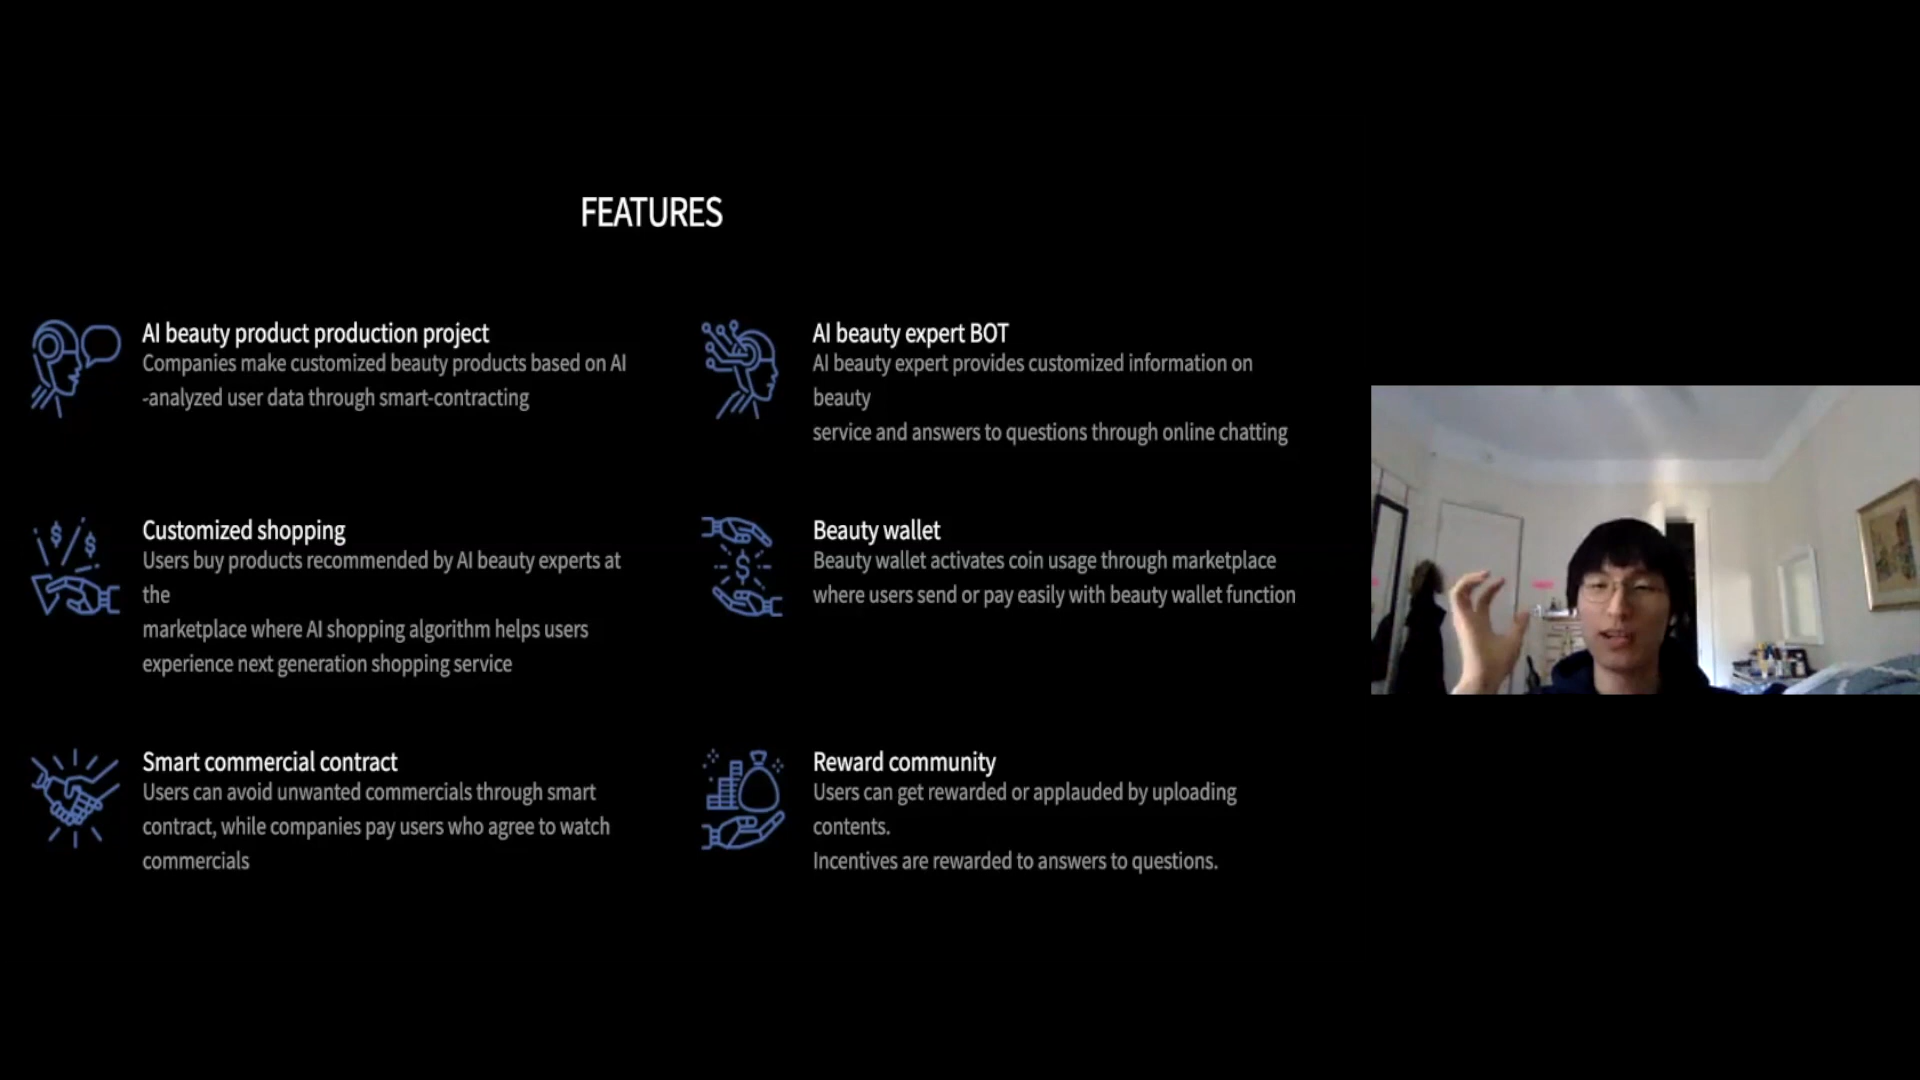 FEATURES
AI beauty product production project
Companies make customized beauty products based on AI
-analyzed user data through smart-contracting
AI beauty expert BOT
AI beauty expert provides customized information on
beauty
service and answers to questions through online chatting
Customized shopping
Users buy products recommended by AI beauty experts at
the
marketplace where AI shopping algorithm helps users
experience next generation shopping service
Beauty wallet
Beauty wallet activates coin usage through marketplace
where users send or pay easily with beauty wallet function
Smart commercial contract
Users can avoid unwanted commercials through smart
contract, while companies pay users who agree to watch
commercials
Reward community
Users can get rewarded or applauded by uploading
contents.
Incentives are rewarded to answers to questions.